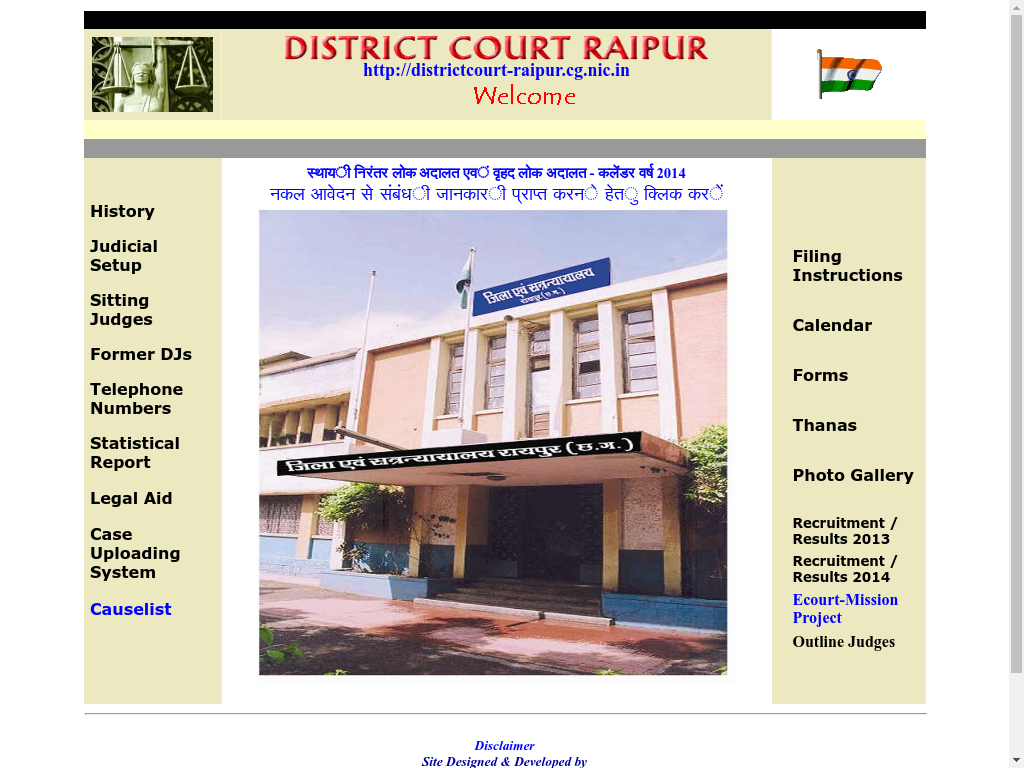 DISTRICT COURT RAIPUR
http://districtcourt-raipur.cg.nic.in
Welcome
स्थायी निरंतर लोक अदालत एवं वृहद लोक अदालत - कलेंडर वर्ष 2014
नकल आवेदन से संबंधी जानकारी प्राप्त करने हेतु क्लिक करें
History
Judicial
Setup
Sitting
Judges
Former DJs
Telephone
Numbers
Statistical
Report
Legal Aid
Case
Uploading
System
Causelist
जिला एवं सत्रन्यायालय
रायपुर (छ.ग.)
जिला एवं सत्रन्यायालय रायपुर (छ.ग.)
Filing
Instructions
Calendar
Forms
Thanas
Photo Gallery
Recruitment /
Results 2013
Recruitment /
Results 2014
Ecourt-Mission
Project
Outline Judges
Disclaimer
Site Designed & Developed by